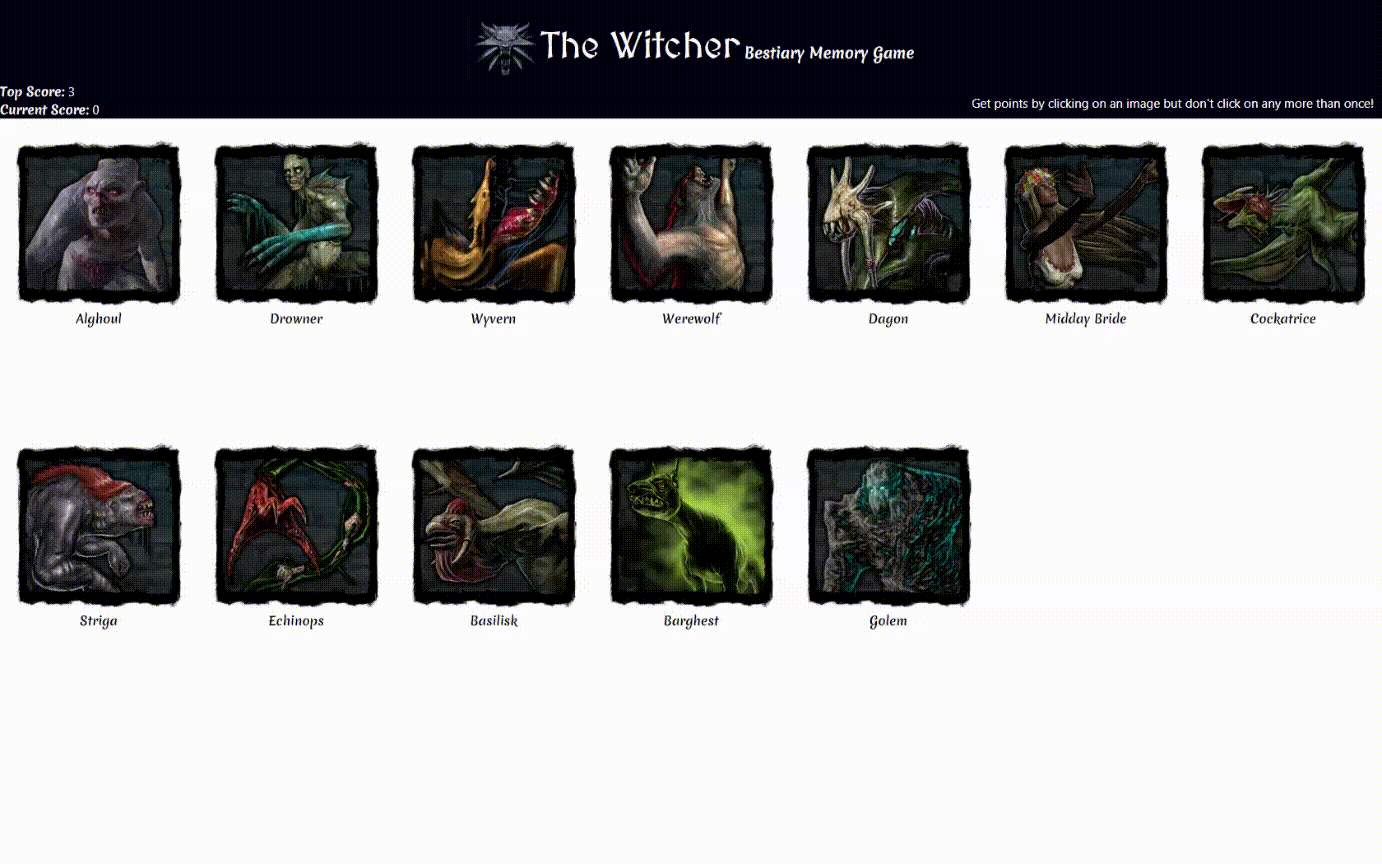 The Witcher Bestiary Memory Game
Top Score: 3
Current Score: 0
Get points by clicking on an image but don't click on any more than once!
Alghoul Drowner Wyvern Werewolf Dagon Midday Bride Cockatrice
Striga Echinops Basilisk Barghest Golem